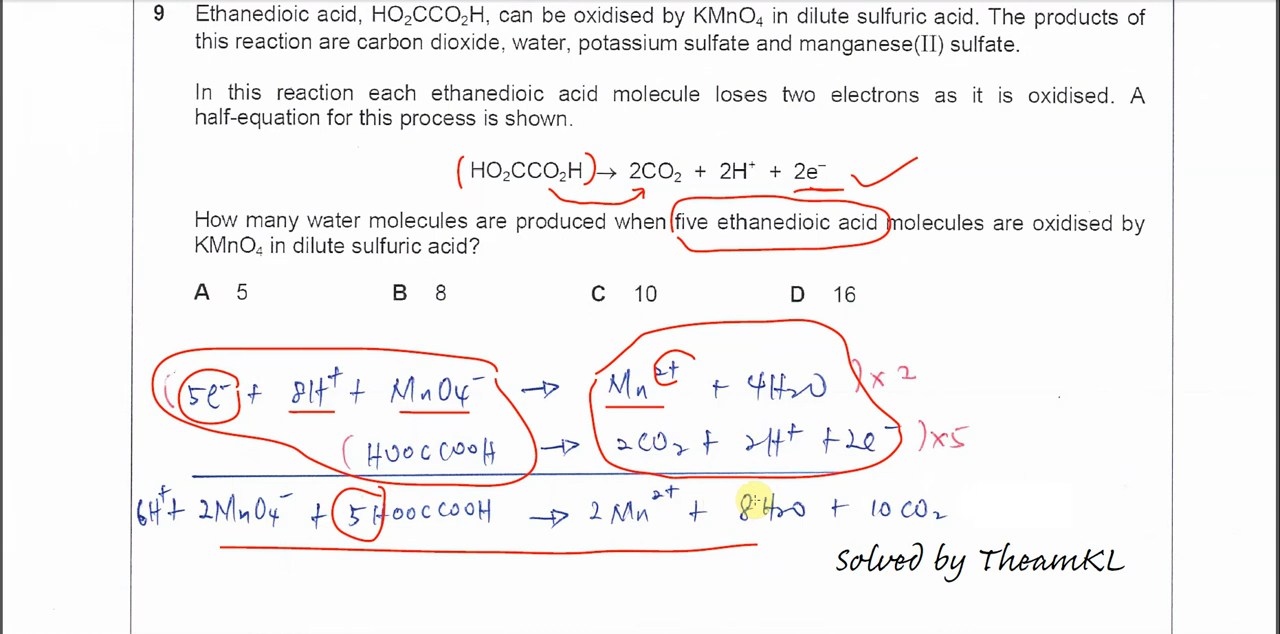 9 Ethanedioic acid, HO₂CCO₂H, can be oxidised by KMnO₄ in dilute sulfuric acid. The products of
this reaction are carbon dioxide, water, potassium sulfate and manganese(II) sulfate.
In this reaction each ethanedioic acid molecule loses two electrons as it is oxidised. A
half-equation for this process is shown.
(HO₂CCO₂H) → 2CO₂ + 2H⁺ + 2e⁻
How many water molecules are produced when five ethanedioic acid molecules are oxidised by
KMnO₄ in dilute sulfuric acid?
A 5 B 8 C 10 D 16
(5e⁻ + 8H⁺ + MnO₄⁻ → Mn²⁺ + 4H₂O) × 2
(HOOCCOOH → 2CO₂ + 2H⁺ + 2e⁻) × 5
6H⁺ + 2MnO₄⁻ + 5HOOCCOOH → 2Mn²⁺ + 8H₂O + 10CO₂
Solved by TheamKL